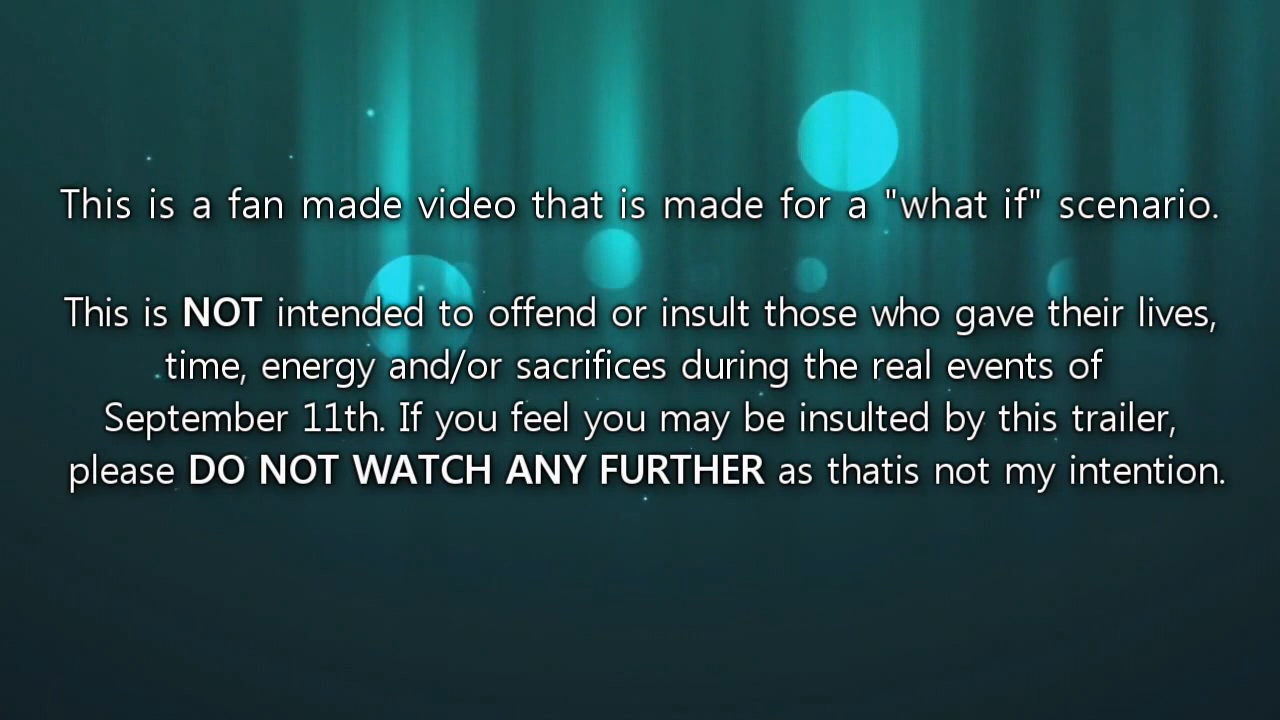 This is a fan made video that is made for a "what if" scenario.
This is NOT intended to offend or insult those who gave their lives,
time, energy and/or sacrifices during the real events of
September 11th. If you feel you may be insulted by this trailer,
please DO NOT WATCH ANY FURTHER as thatis not my intention.